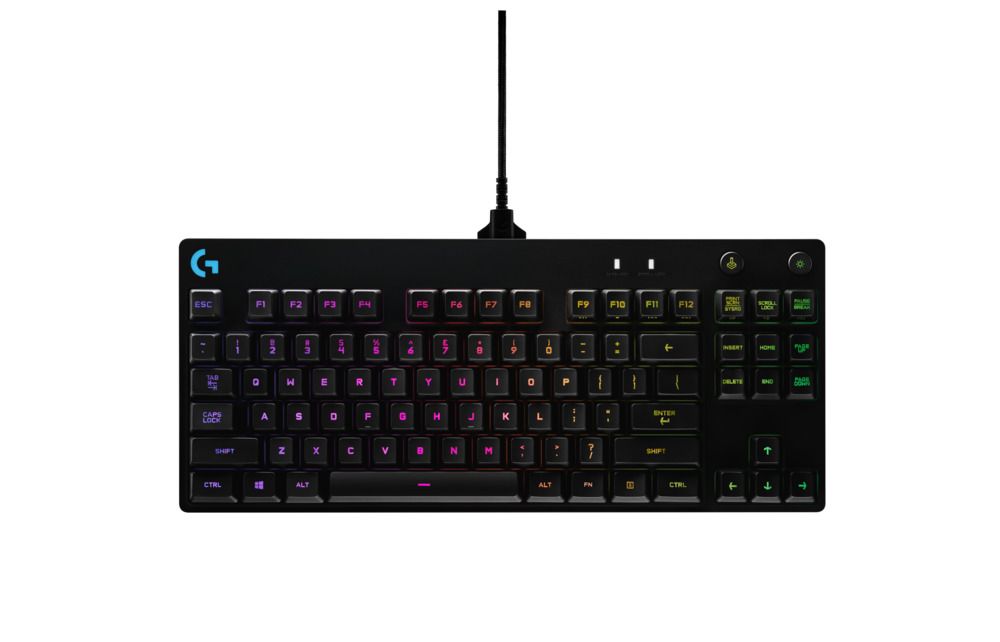 G
ESC F1 F2 F3 F4 F5 F6 F7 F8 F9 F10 F11 F12 PRINT SCRN SYSRQ SCROLL LOCK PAUSE BREAK
~ ! @ # $ % ^ & * ( ) _ +
` 1 2 3 4 5 6 7 8 9 0 - = ← INSERT HOME PAGE UP
TAB Q W E R T Y U I O P { } \ DELETE END PAGE DOWN
CAPS LOCK A S D F G H J K L : " ENTER
SHIFT Z X C V B N M < > ? / SHIFT ↑
CTRL ALT ALT FN CTRL ← ↓ →